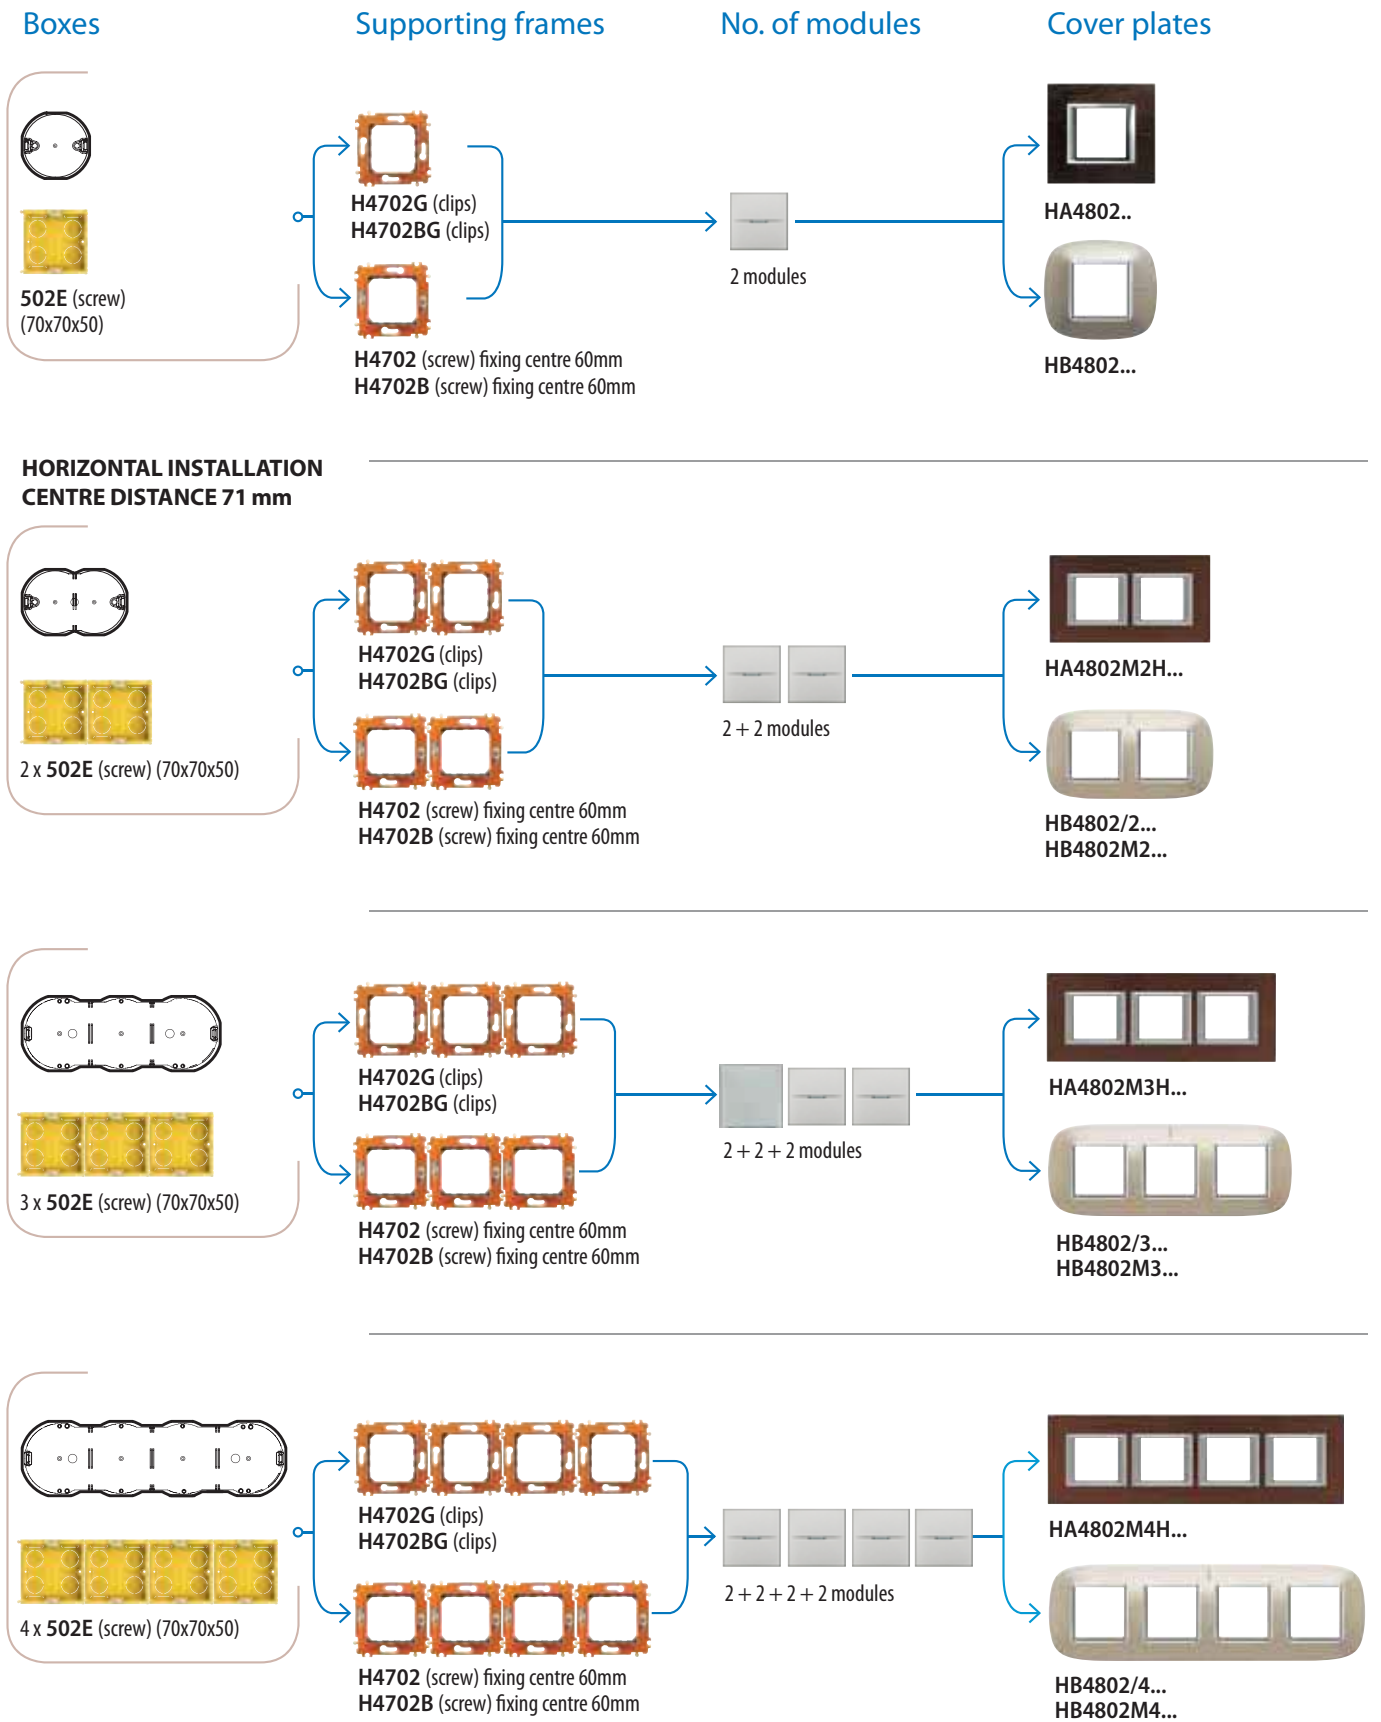 Boxes
Supporting frames
No. of modules
Cover plates
502E (screw)
(70x70x50)
H4702G (clips)
H4702BG (clips)
H4702 (screw) fixing centre 60mm
H4702B (screw) fixing centre 60mm
2 modules
HA4802..
HB4802...
HORIZONTAL INSTALLATION
CENTRE DISTANCE 71 mm
2 x 502E (screw) (70x70x50)
H4702G (clips)
H4702BG (clips)
H4702 (screw) fixing centre 60mm
H4702B (screw) fixing centre 60mm
2 + 2 modules
HA4802M2H...
HB4802/2...
HB4802M2...
3 x 502E (screw) (70x70x50)
H4702G (clips)
H4702BG (clips)
H4702 (screw) fixing centre 60mm
H4702B (screw) fixing centre 60mm
2 + 2 + 2 modules
HA4802M3H...
HB4802/3...
HB4802M3...
4 x 502E (screw) (70x70x50)
H4702G (clips)
H4702BG (clips)
H4702 (screw) fixing centre 60mm
H4702B (screw) fixing centre 60mm
2 + 2 + 2 + 2 modules
HA4802M4H...
HB4802/4...
HB4802M4...